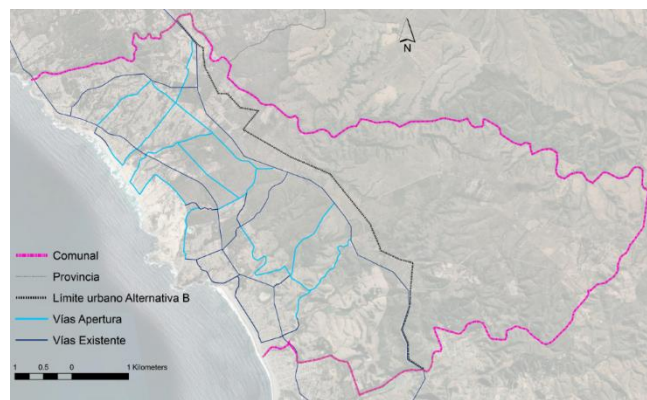 N
Comunal
Provincia
Límite urbano Alternativa B
Vías Apertura
Vías Existente
1 0.5 0 1 Kilometers